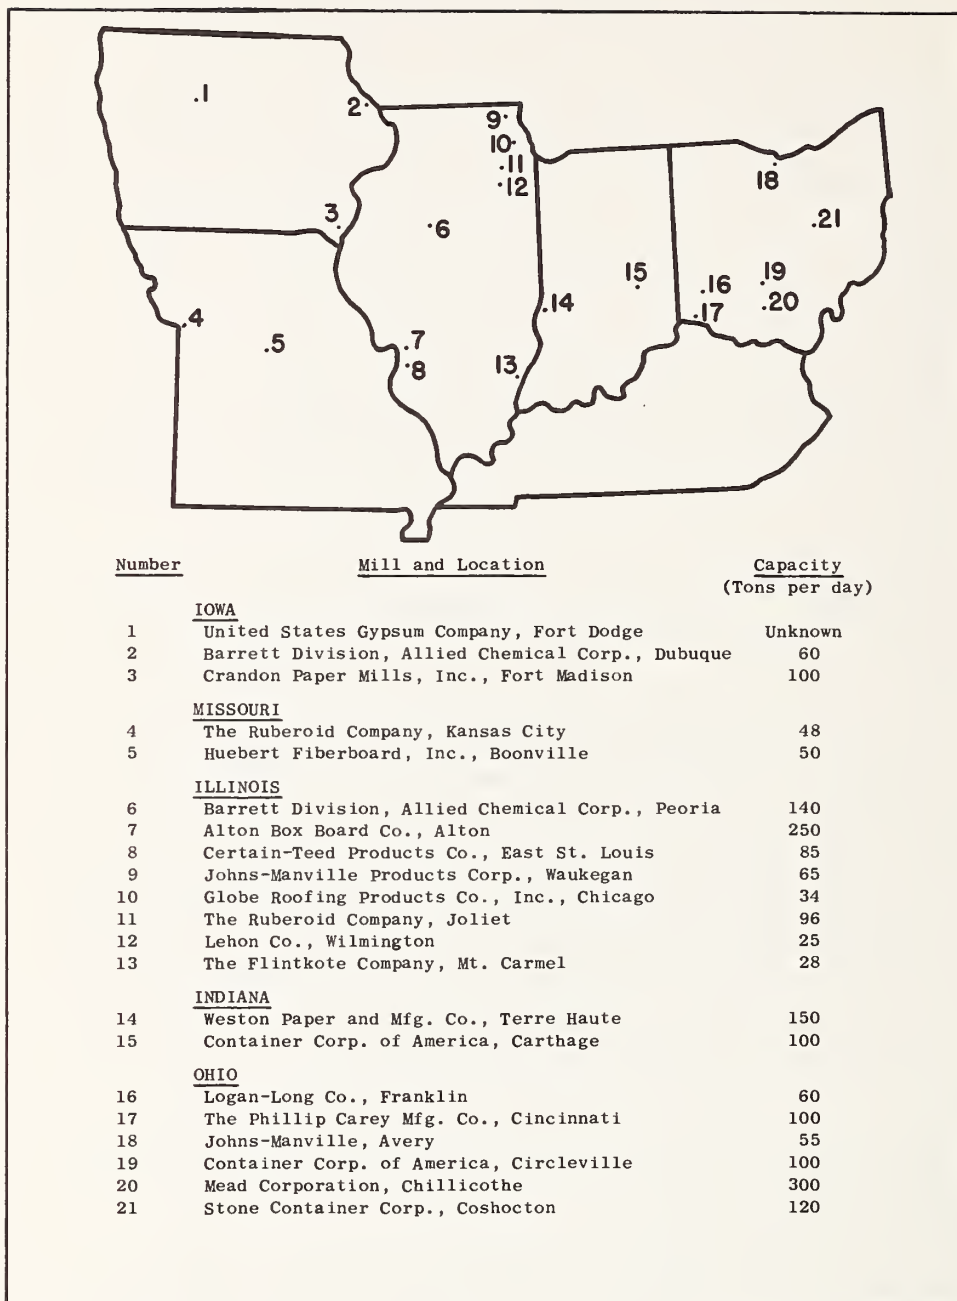 .1
2.
9.
10.
.11
.12
18
3
.6
.21
15
19
.16
.14
.20
17
4
.7
.5
.8
13
Number Mill and Location Capacity
(Tons per day)
IOWA
1 United States Gypsum Company, Fort Dodge Unknown
2 Barrett Division, Allied Chemical Corp., Dubuque 60
3 Crandon Paper Mills, Inc., Fort Madison 100
MISSOURI
4 The Ruberoid Company, Kansas City 48
5 Huebert Fiberboard, Inc., Boonville 50
ILLINOIS
6 Barrett Division, Allied Chemical Corp., Peoria 140
7 Alton Box Board Co., Alton 250
8 Certain-Teed Products Co., East St. Louis 85
9 Johns-Manville Products Corp., Waukegan 65
10 Globe Roofing Products Co., Inc., Chicago 34
11 The Ruberoid Company, Joliet 96
12 Lehon Co., Wilmington 25
13 The Flintkote Company, Mt. Carmel 28
INDIANA
14 Weston Paper and Mfg. Co., Terre Haute 150
15 Container Corp. of America, Carthage 100
OHIO
16 Logan-Long Co., Franklin 60
17 The Phillip Carey Mfg. Co., Cincinnati 100
18 Johns-Manville, Avery 55
19 Container Corp. of America, Circleville 100
20 Mead Corporation, Chillicothe 300
21 Stone Container Corp., Coshocton 120